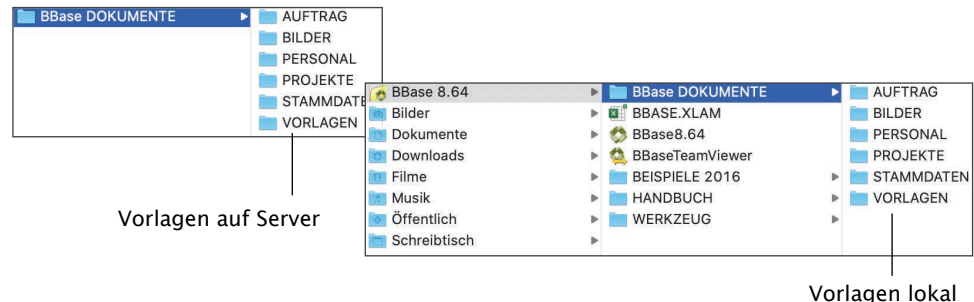 BBase DOKUMENTE
AUFTRAG
BILDER
PERSONAL
PROJEKTE
STAMMDATE
VORLAGEN
Vorlagen auf Server
BBase 8.64
Bilder
Dokumente
Downloads
Filme
Musik
Öffentlich
Schreibtisch
BBase DOKUMENTE
BBASE.XLAM
BBase8.64
BBaseTeamViewer
BEISPIELE 2016
HANDBUCH
WERKZEUG
AUFTRAG
BILDER
PERSONAL
PROJEKTE
STAMMDATEN
VORLAGEN
Vorlagen lokal